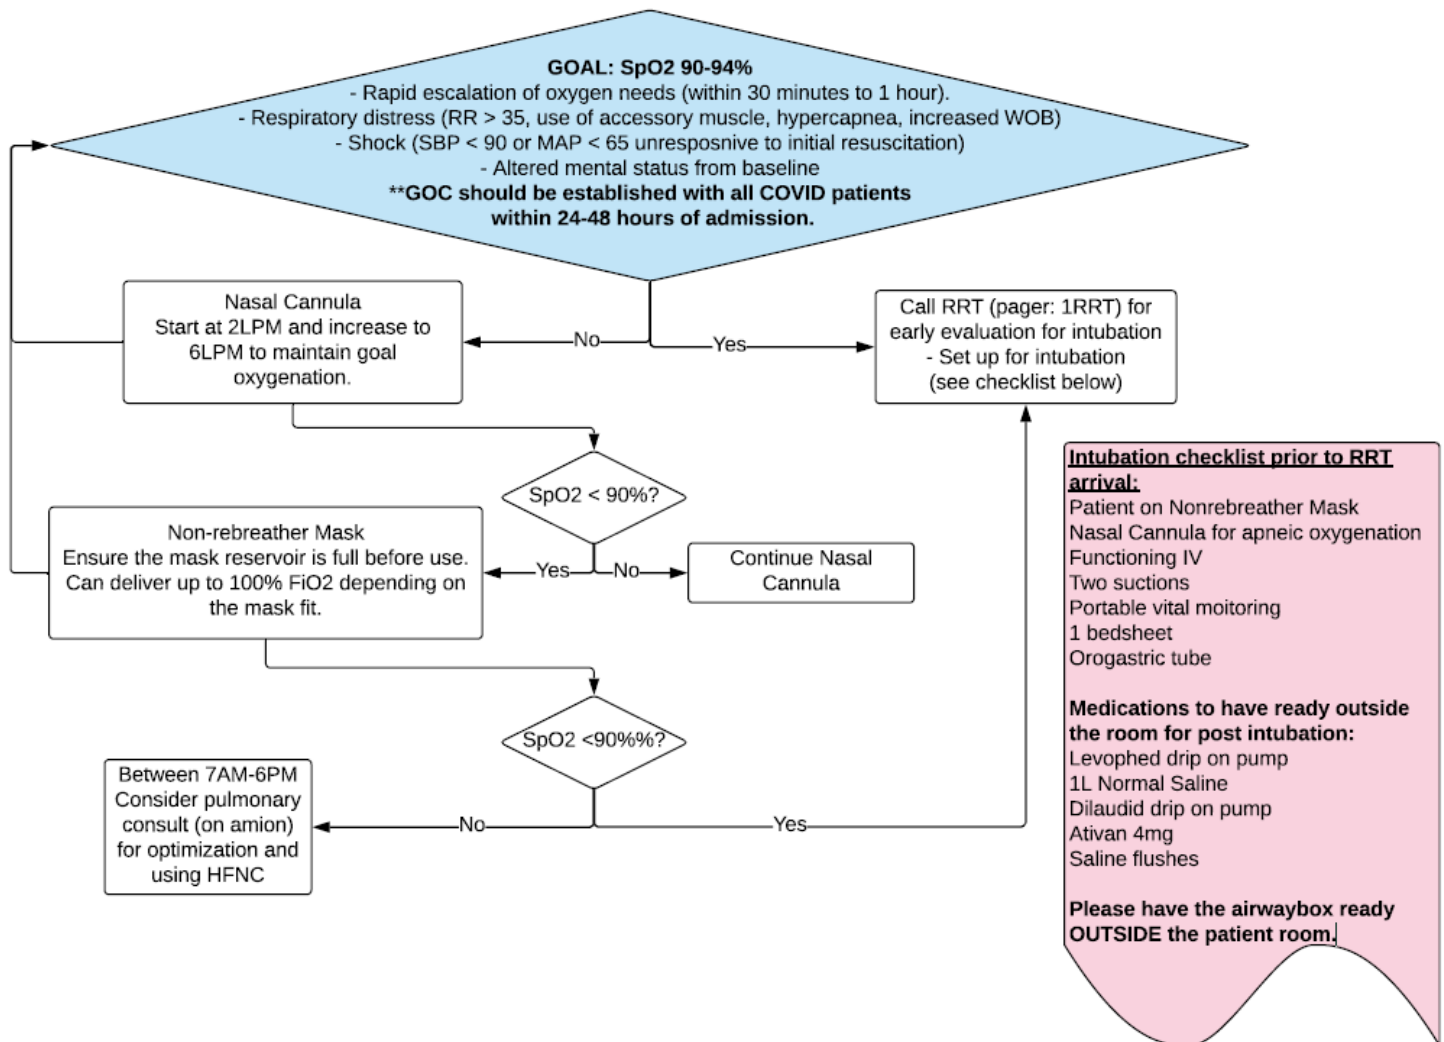 GOAL: SpO2 90-94%
- Rapid escalation of oxygen needs (within 30 minutes to 1 hour).
- Respiratory distress (RR > 35, use of accessory muscle, hypercapnea, increased WOB)
- Shock (SBP < 90 or MAP < 65 unresposnive to initial resuscitation)
- Altered mental status from baseline
**GOC should be established with all COVID patients
within 24-48 hours of admission.
Nasal Cannula
Start at 2LPM and increase to
6LPM to maintain goal
oxygenation.
No
Yes
Call RRT (pager: 1RRT) for
early evaluation for intubation
- Set up for intubation
(see checklist below)
SpO2 < 90%?
Non-rebreather Mask
Ensure the mask reservoir is full before use.
Can deliver up to 100% FiO2 depending on
the mask fit.
Yes
No
Continue Nasal
Cannula
SpO2 <90%%?
Between 7AM-6PM
Consider pulmonary
consult (on amion)
for optimization and
using HFNC
No
Yes
Intubation checklist prior to RRT
arrival:
Patient on Nonrebreather Mask
Nasal Cannula for apneic oxygenation
Functioning IV
Two suctions
Portable vital moitoring
1 bedsheet
Orogastric tube
Medications to have ready outside
the room for post intubation:
Levophed drip on pump
1L Normal Saline
Dilaudid drip on pump
Ativan 4mg
Saline flushes
Please have the airwaybox ready
OUTSIDE the patient room.